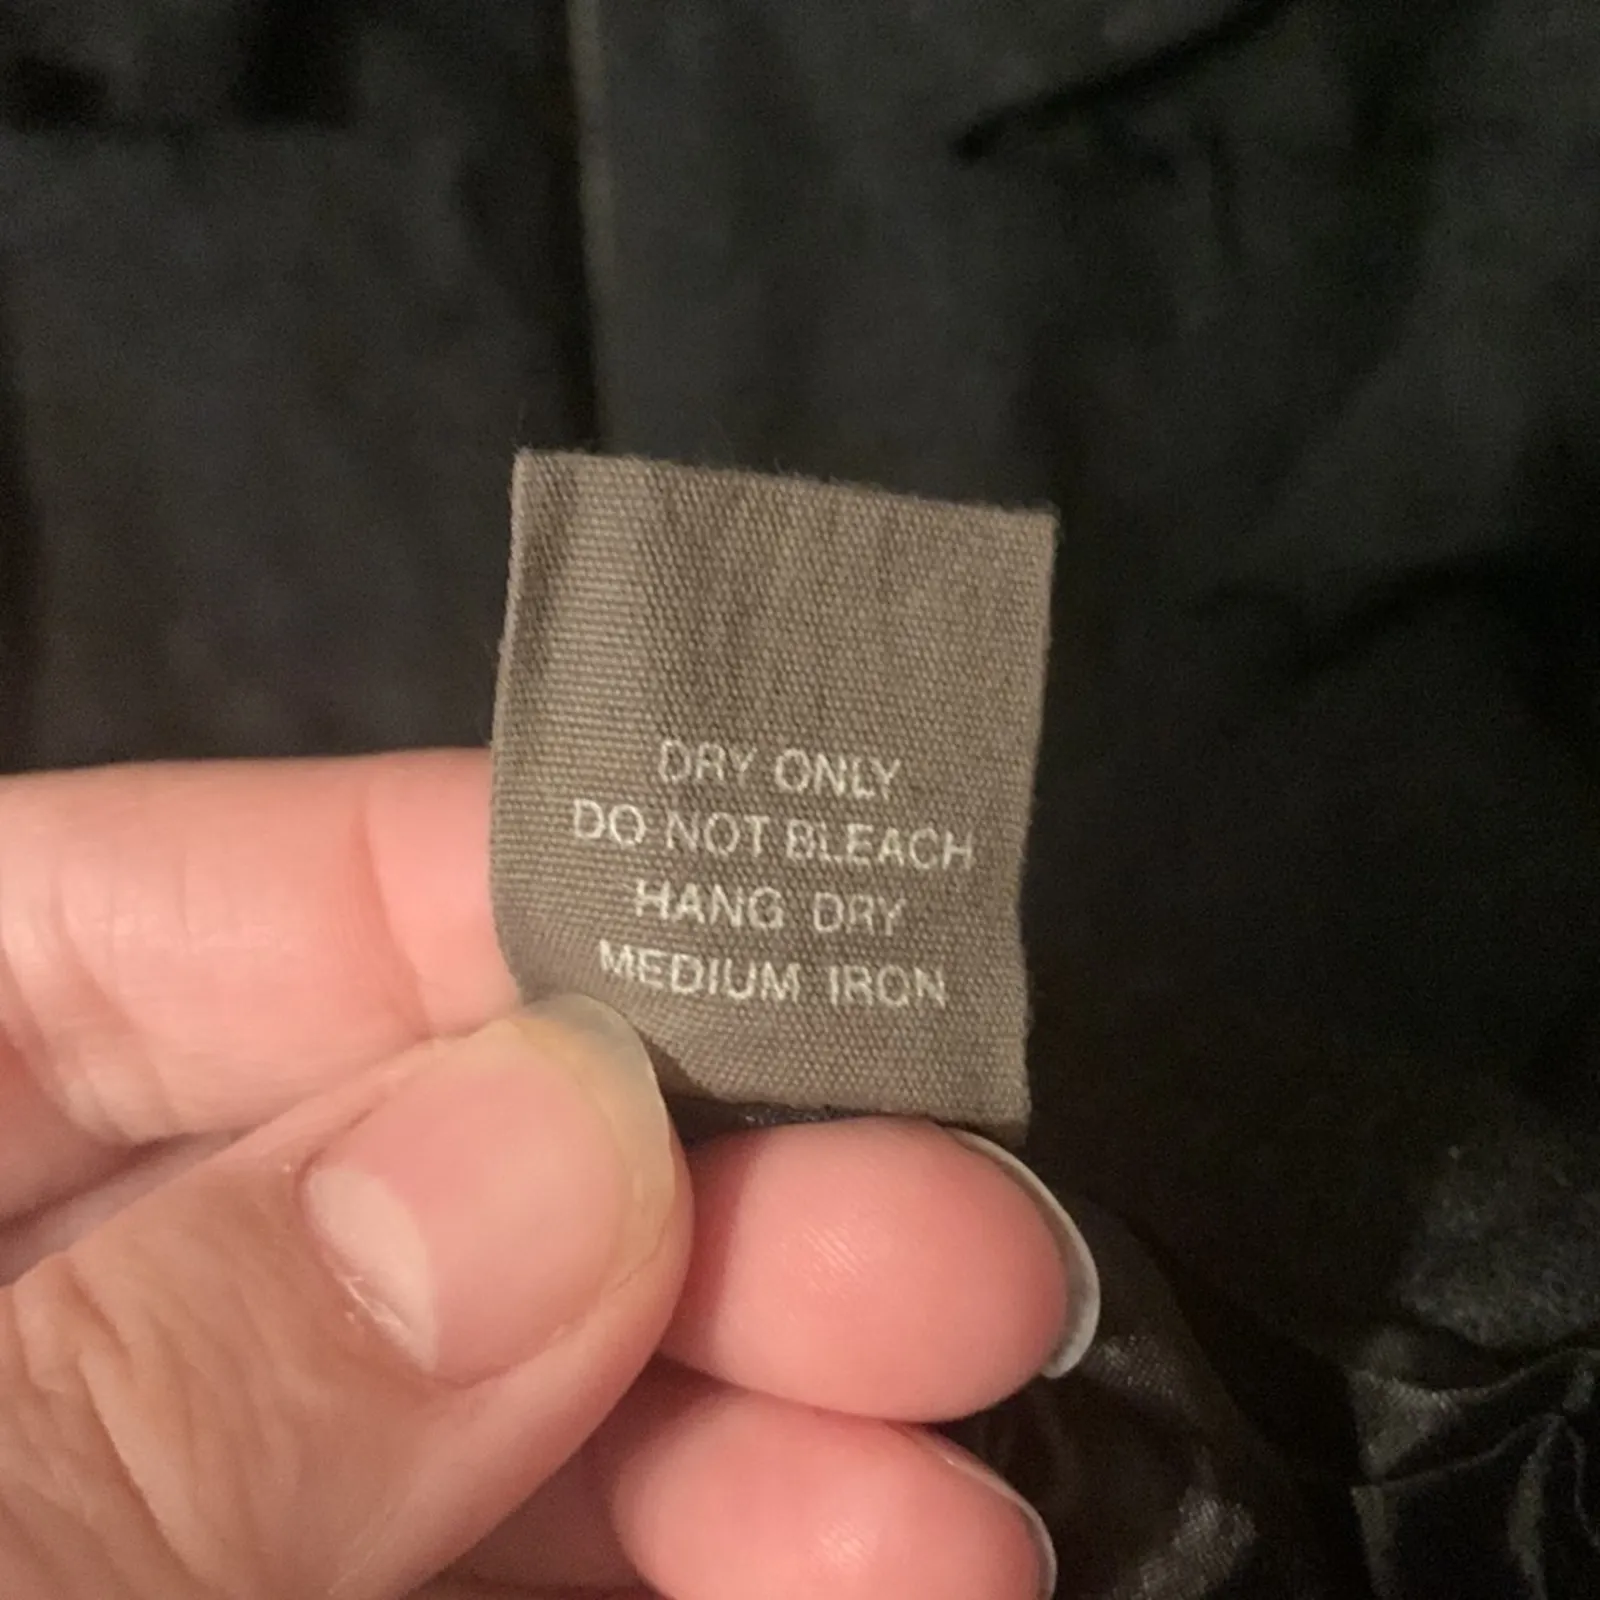 DRY ONLY
DO NOT BLEACH
HANG DRY
MEDIUM IRON